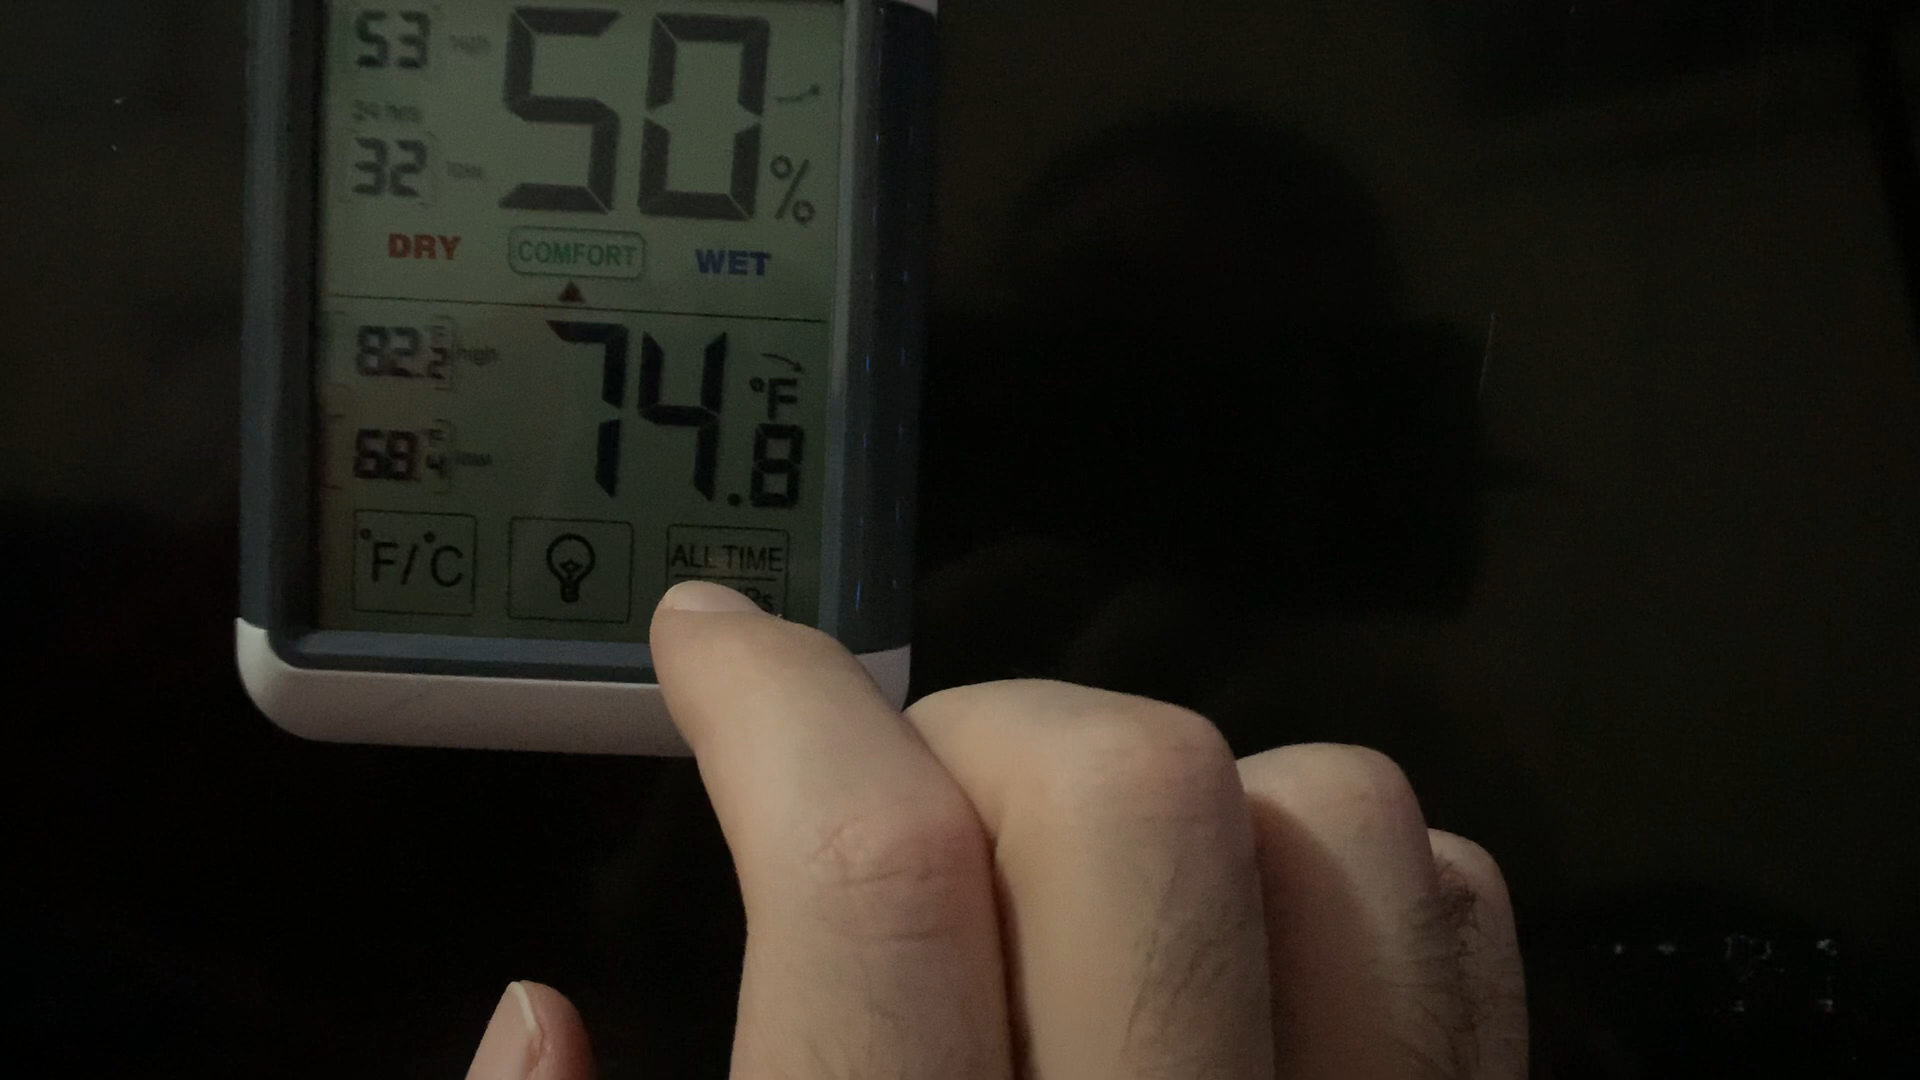 53 high 50
24 hrs
32 low %
DRY COMFORT WET
82.2 °F high 74.8 °F
68.4 °F low
°F/°C ALL TIME